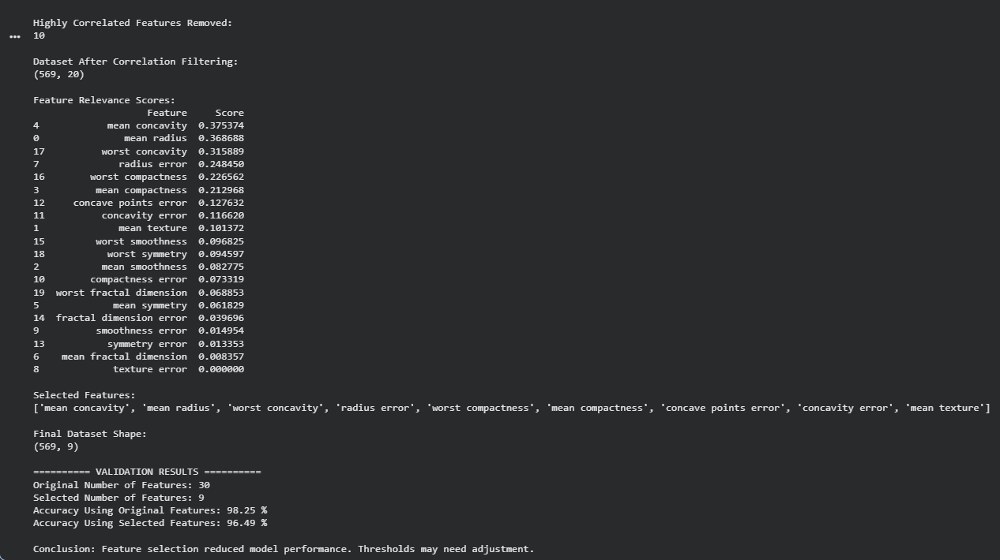 Highly Correlated Features Removed:
10
Dataset After Correlation Filtering:
(569, 20)
Feature Relevance Scores:
Feature Score
4 mean concavity 0.375374
0 mean radius 0.368688
17 worst concavity 0.315889
7 radius error 0.248450
16 worst compactness 0.226562
3 mean compactness 0.212968
12 concave points error 0.127632
11 concavity error 0.116620
1 mean texture 0.101372
15 worst smoothness 0.096825
18 worst symmetry 0.094597
2 mean smoothness 0.082775
10 compactness error 0.073319
19 worst fractal dimension 0.068853
5 mean symmetry 0.061829
14 fractal dimension error 0.039696
9 smoothness error 0.014954
13 symmetry error 0.013353
6 mean fractal dimension 0.008357
8 texture error 0.000000
Selected Features:
['mean concavity', 'mean radius', 'worst concavity', 'radius error', 'worst compactness', 'mean compactness', 'concave points error', 'concavity error', 'mean texture']
Final Dataset Shape:
(569, 9)
========== VALIDATION RESULTS ==========
Original Number of Features: 30
Selected Number of Features: 9
Accuracy Using Original Features: 98.25 %
Accuracy Using Selected Features: 96.49 %
Conclusion: Feature selection reduced model performance. Thresholds may need adjustment.